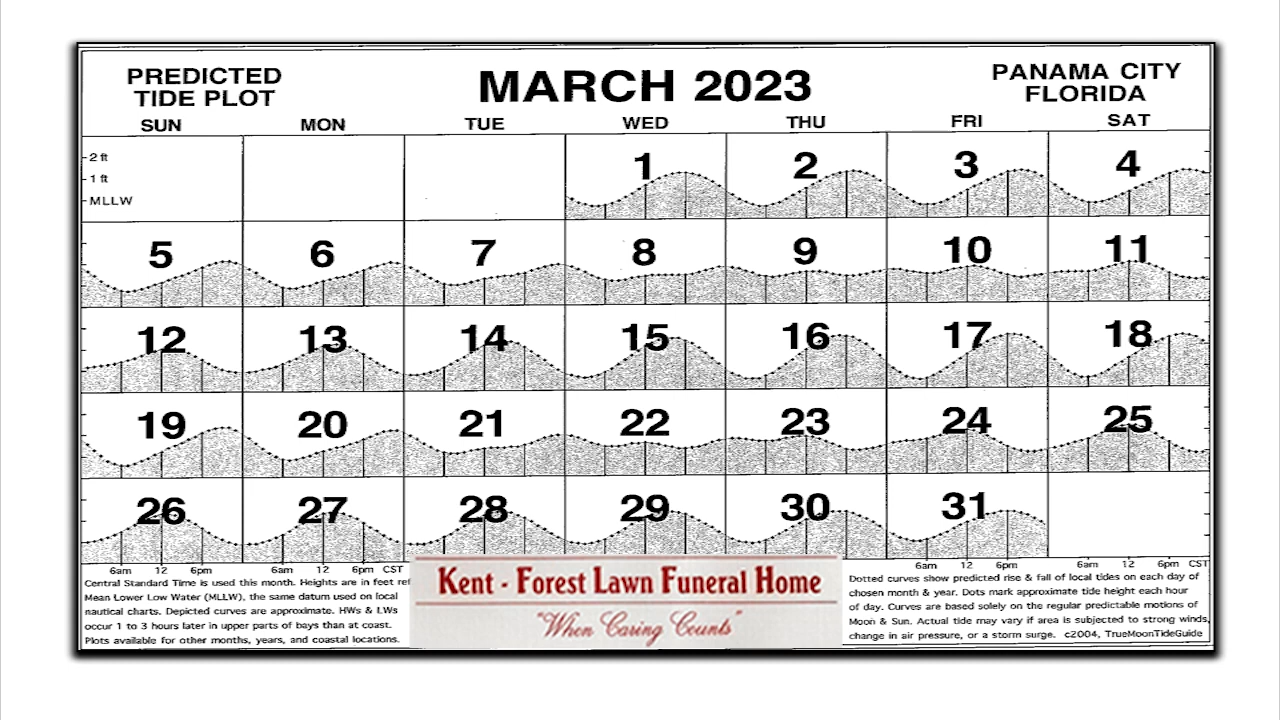 PREDICTED
TIDE PLOT
MARCH 2023
PANAMA CITY
FLORIDA
SUN MON TUE WED THU FRI SAT
2 ft
1 ft
MLLW
1 2 3 4
5 6 7 8 9 10 11
12 13 14 15 16 17 18
19 20 21 22 23 24 25
26 27 28 29 30 31
6am 12 6pm 6am 12 6pm CST
6am 12 6pm 6am 12 6pm CST
Central Standard Time is used this month. Heights are in feet ref
Mean Lower Low Water (MLLW), the same datum used on local
nautical charts. Depicted curves are approximate. HWs & LWs
occur 1 to 3 hours later in upper parts of bays than at coast.
Plots available for other months, years, and coastal locations.
Kent - Forest Lawn Funeral Home
"When Caring Counts"
Dotted curves show predicted rise & fall of local tides on each day of
chosen month & year. Dots mark approximate tide height each hour
of day. Curves are based solely on the regular predictable motions of
Moon & Sun. Actual tide may vary if area is subjected to strong winds,
change in air pressure, or a storm surge. c2004, TrueMoonTideGuide